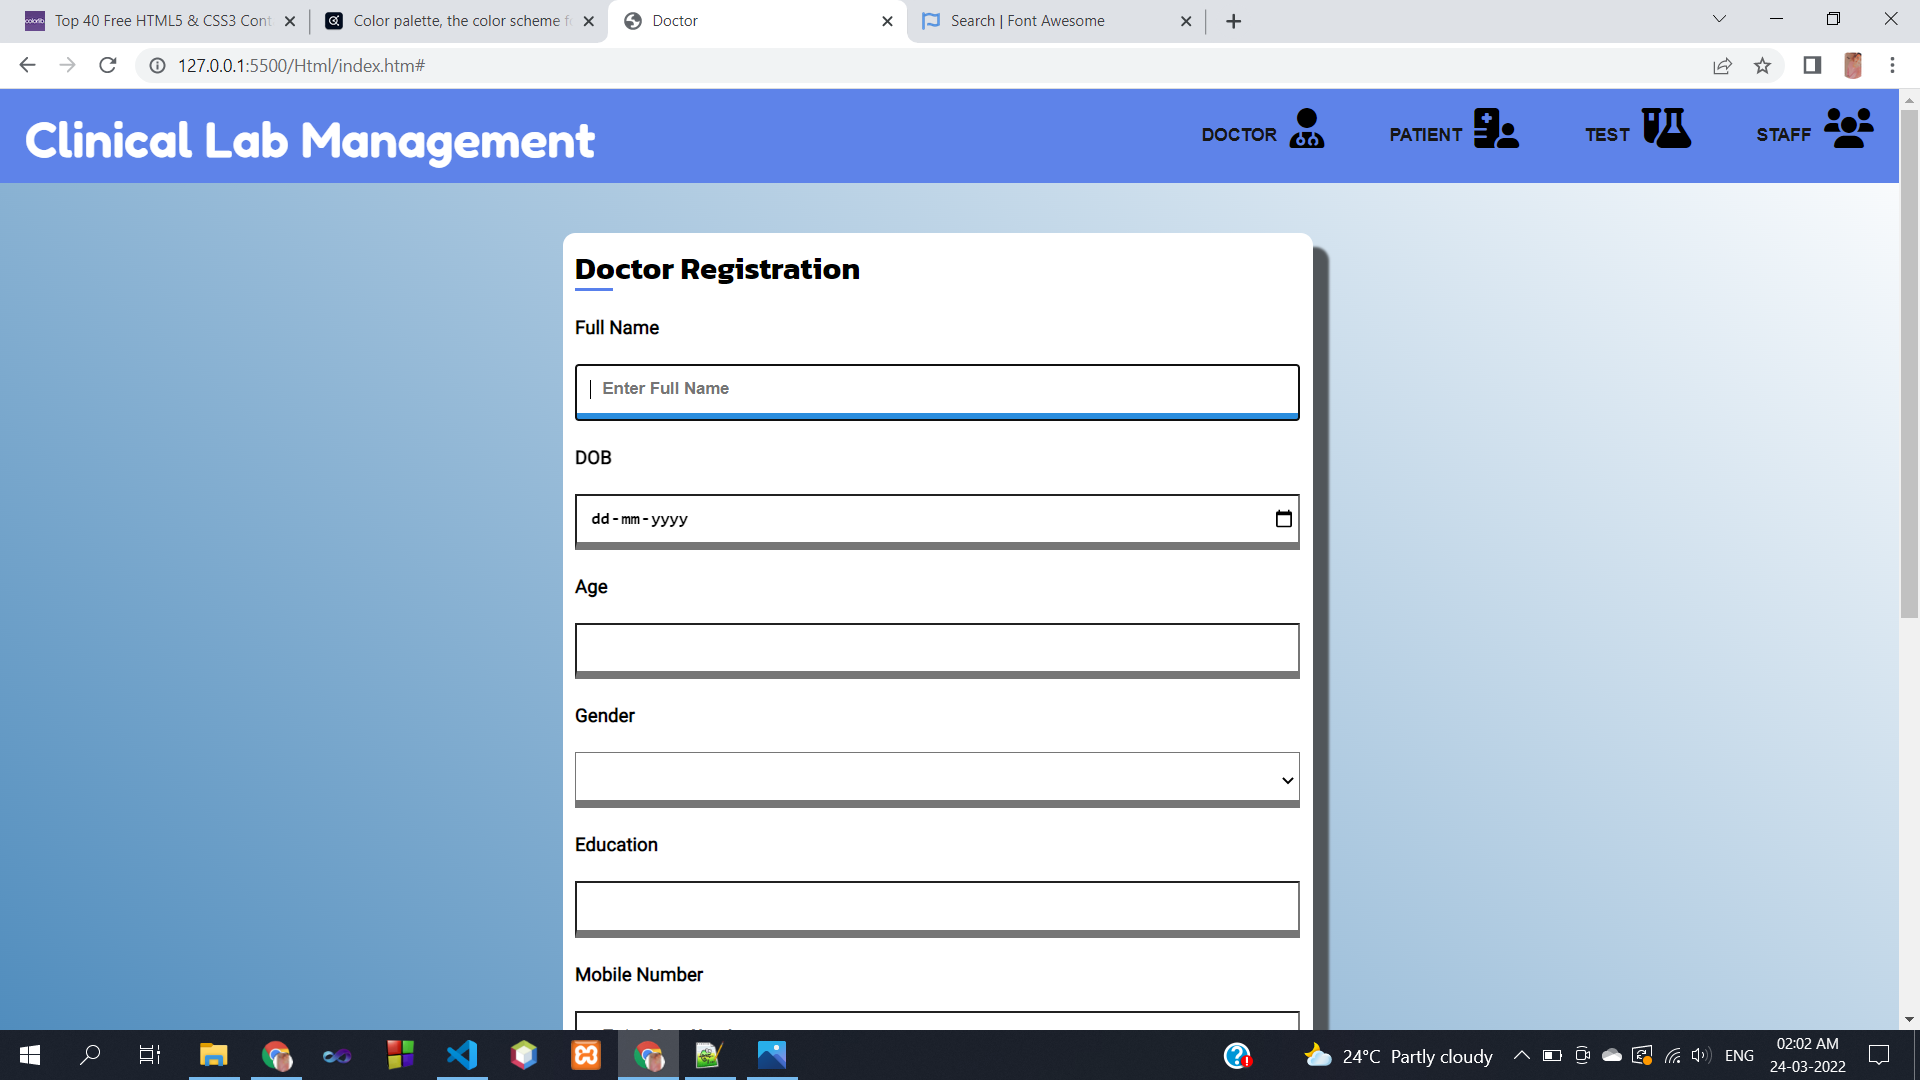 Top 40 Free HTML5 & CSS3 Cont
Color palette, the color scheme f
Doctor
Search | Font Awesome
127.0.0.1:5500/Html/index.htm#
Clinical Lab Management
DOCTOR
PATIENT
TEST
STAFF
Doctor Registration
Full Name
Enter Full Name
DOB
dd-mm-yyyy
Age
Gender
Education
Mobile Number
24°C Partly cloudy
ENG
02:02 AM
24-03-2022